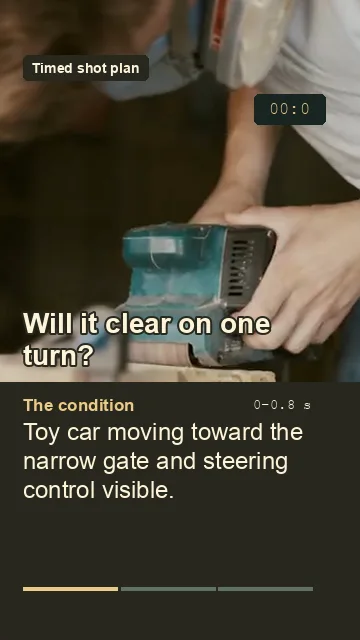 Timed shot plan
00:0
Will it clear on one
turn?
The condition
0–0.8 s
Toy car moving toward the
narrow gate and steering
control visible.